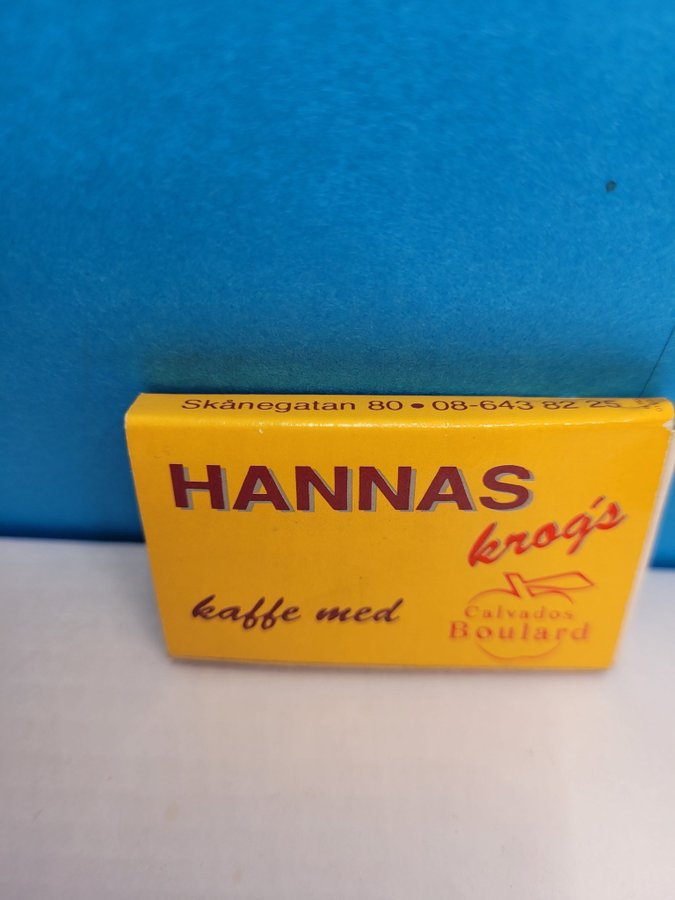 Skånegatan 80 • 08-643 82 25
HANNAS
krog's
kaffe med
Calvados
Boulard